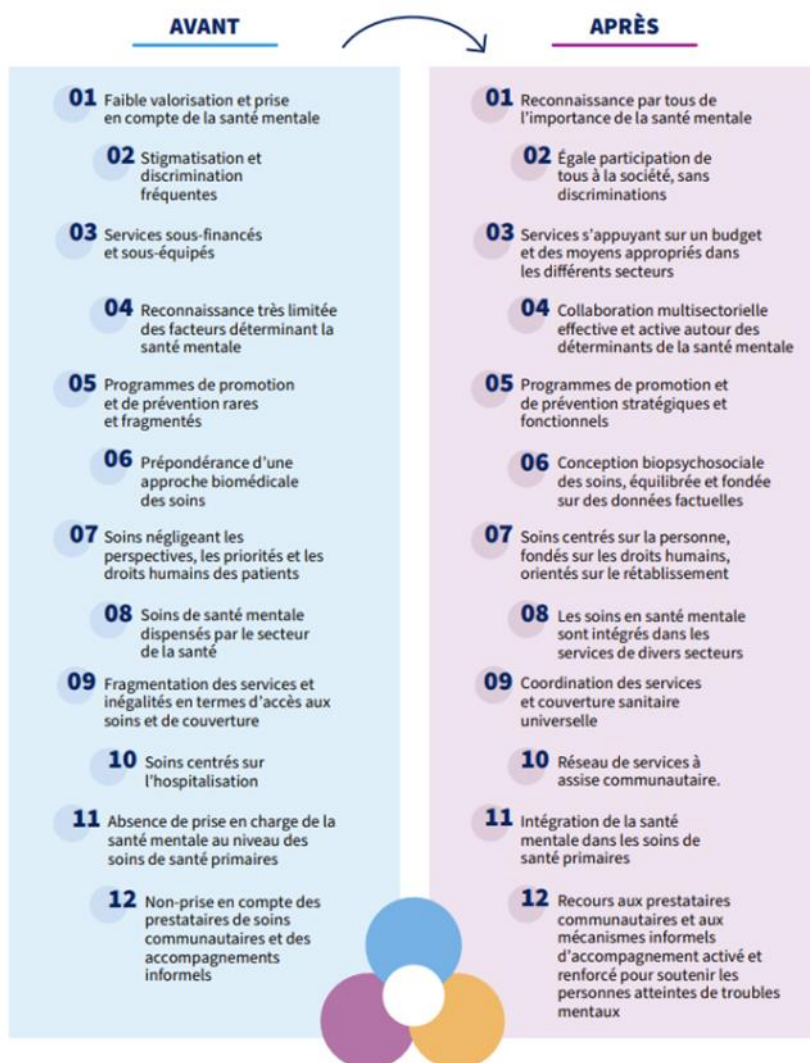 AVANT
APRÈS
01 Faible valorisation et prise
en compte de la santé mentale
02 Stigmatisation et
discrimination
fréquentes
03 Services sous-financés
et sous-équipés
04 Reconnaissance très limitée
des facteurs déterminant la
santé mentale
05 Programmes de promotion
et de prévention rares
et fragmentés
06 Prépondérance d'une
approche biomédicale
des soins
07 Soins négligeant les
perspectives, les priorités et les
droits humains des patients
08 Soins de santé mentale
dispensés par le secteur
de la santé
09 Fragmentation des services et
inégalités en termes d'accès aux
soins et de couverture
10 Soins centrés sur
l'hospitalisation
11 Absence de prise en charge de la
santé mentale au niveau des
soins de santé primaires
12 Non-prise en compte des
prestataires de soins
communautaires et des
accompagnements
informels
01 Reconnaissance par tous de
l'importance de la santé mentale
02 Égale participation de
tous à la société, sans
discriminations
03 Services s'appuyant sur un budget
et des moyens appropriés dans
les différents secteurs
04 Collaboration multisectorielle
effective et active autour des
déterminants de la santé mentale
05 Programmes de promotion et
de prévention stratégiques et
fonctionnels
06 Conception biopsychosociale
des soins, équilibrée et fondée
sur des données factuelles
07 Soins centrés sur la personne,
fondés sur les droits humains,
orientés sur le rétablissement
08 Les soins en santé mentale
sont intégrés dans les
services de divers secteurs
09 Coordination des services
et couverture sanitaire
universelle
10 Réseau de services à
assise communautaire.
11 Intégration de la santé
mentale dans les soins de
santé primaires
12 Recours aux prestataires
communautaires et aux
mécanismes informels
d'accompagnement activé et
renforcé pour soutenir les
personnes atteintes de troubles
mentaux